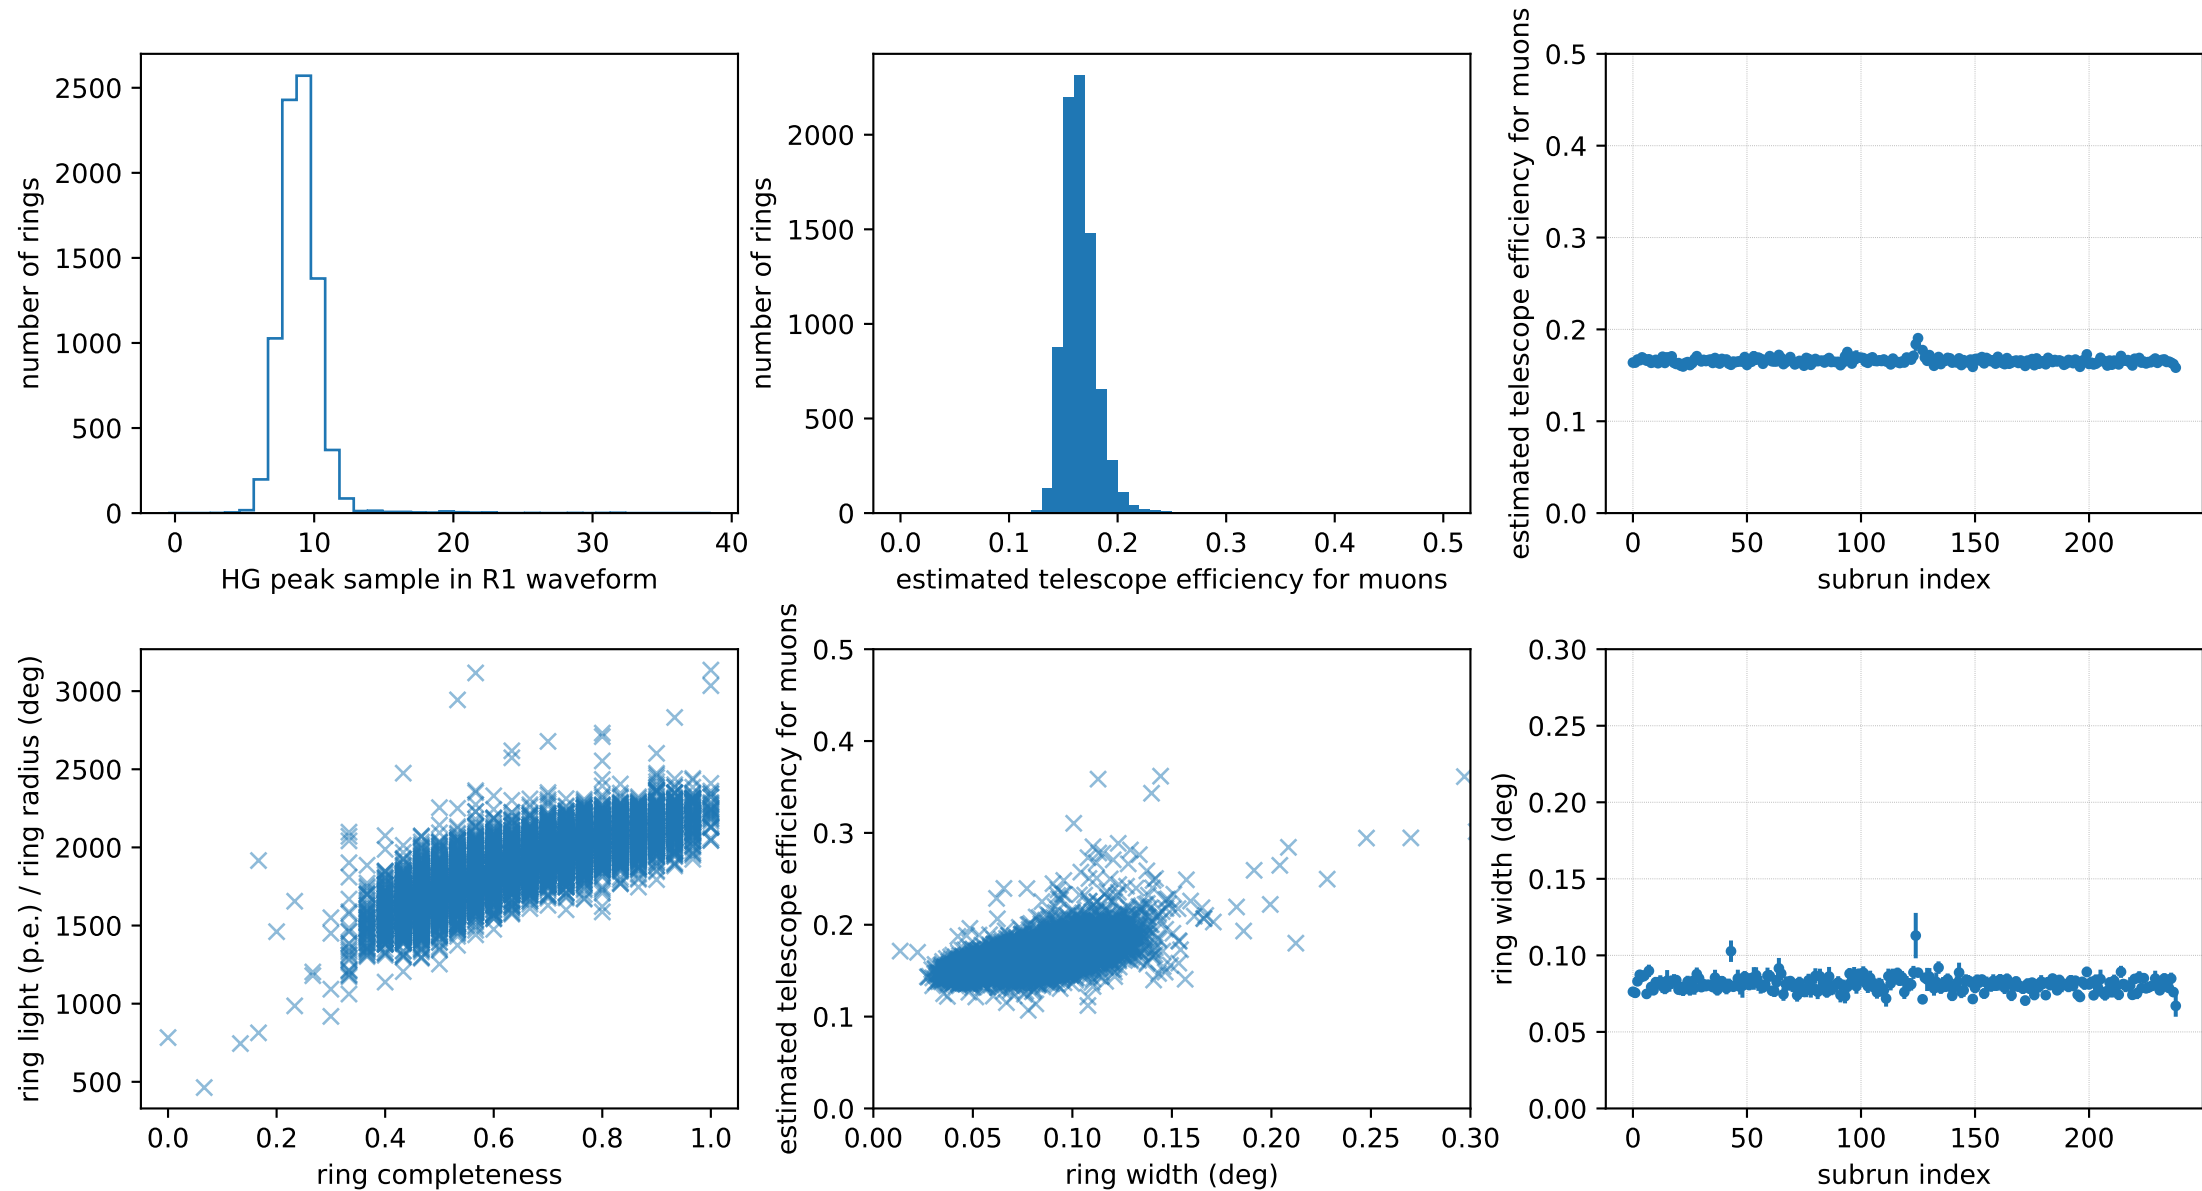 number of rings
2500
2000
1500
1000
500
0
0 10 20 30 40
HG peak sample in R1 waveform
number of rings
2000
1500
1000
500
0
0.0 0.1 0.2 0.3 0.4 0.5
estimated telescope efficiency for muons
estimated telescope efficiency for muons
0.5
0.4
0.3
0.2
0.1
0.0
0 50 100 150 200
subrun index
ring light (p.e.) / ring radius (deg)
3000
2500
2000
1500
1000
500
0.0 0.2 0.4 0.6 0.8 1.0
ring completeness
estimated telescope efficiency for muons
0.5
0.4
0.3
0.2
0.1
0.0
0.00 0.05 0.10 0.15 0.20 0.25 0.30
ring width (deg)
ring width (deg)
0.30
0.25
0.20
0.15
0.10
0.05
0.00
0 50 100 150 200
subrun index